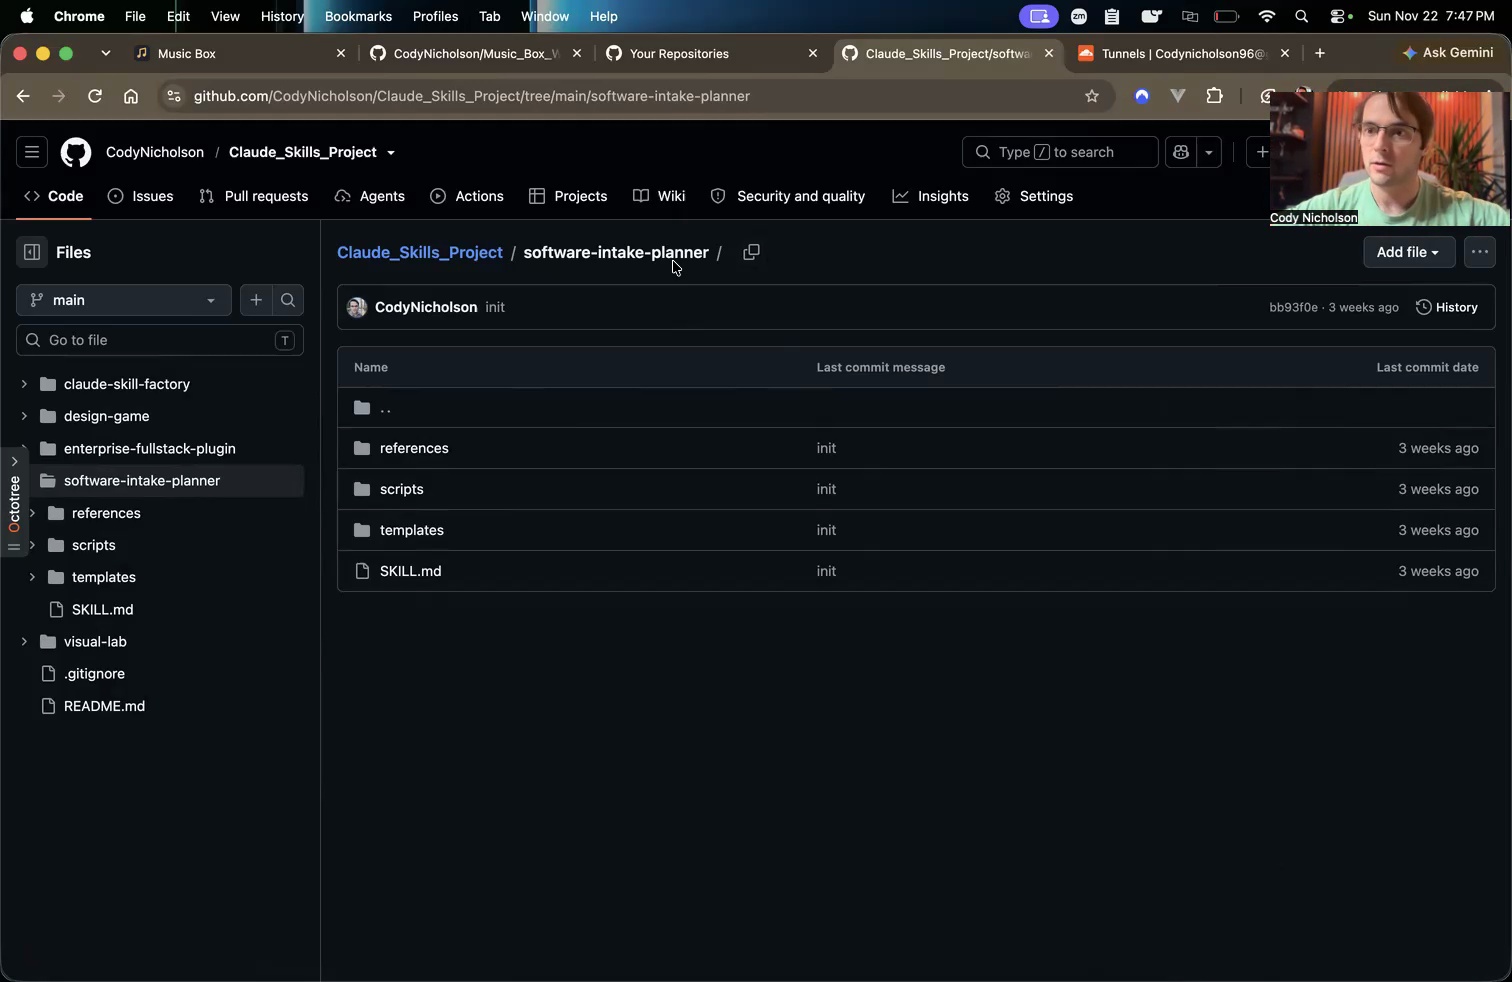 Chrome File Edit View History Bookmarks Profiles Tab Window Help zm Sun Nov 22 7:47 PM
Music Box CodyNicholson/Music_Box_W Your Repositories Claude_Skills_Project/softwa Tunnels | Codynicholson96@ Ask Gemini
github.com/CodyNicholson/Claude_Skills_Project/tree/main/software-intake-planner
CodyNicholson / Claude_Skills_Project Type / to search
Code Issues Pull requests Agents Actions Projects Wiki Security and quality Insights Settings
Cody Nicholson
Files
main
Go to file T
claude-skill-factory
design-game
enterprise-fullstack-plugin
software-intake-planner
references
scripts
templates
SKILL.md
visual-lab
.gitignore
README.md
Octotree
Claude_Skills_Project / software-intake-planner / Add file
CodyNicholson init bb93f0e · 3 weeks ago History
Name Last commit message Last commit date
..
references init 3 weeks ago
scripts init 3 weeks ago
templates init 3 weeks ago
SKILL.md init 3 weeks ago